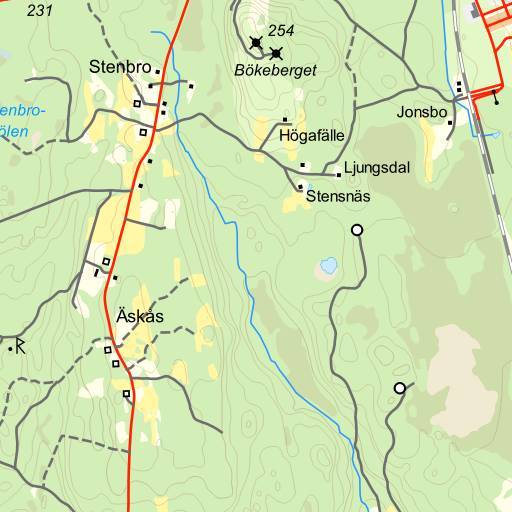 231
254
Stenbro
Bökeberget
enbro-
ölen
Jonsbo
Högafälle
Ljungsdal
Stensnäs
Äskås
R